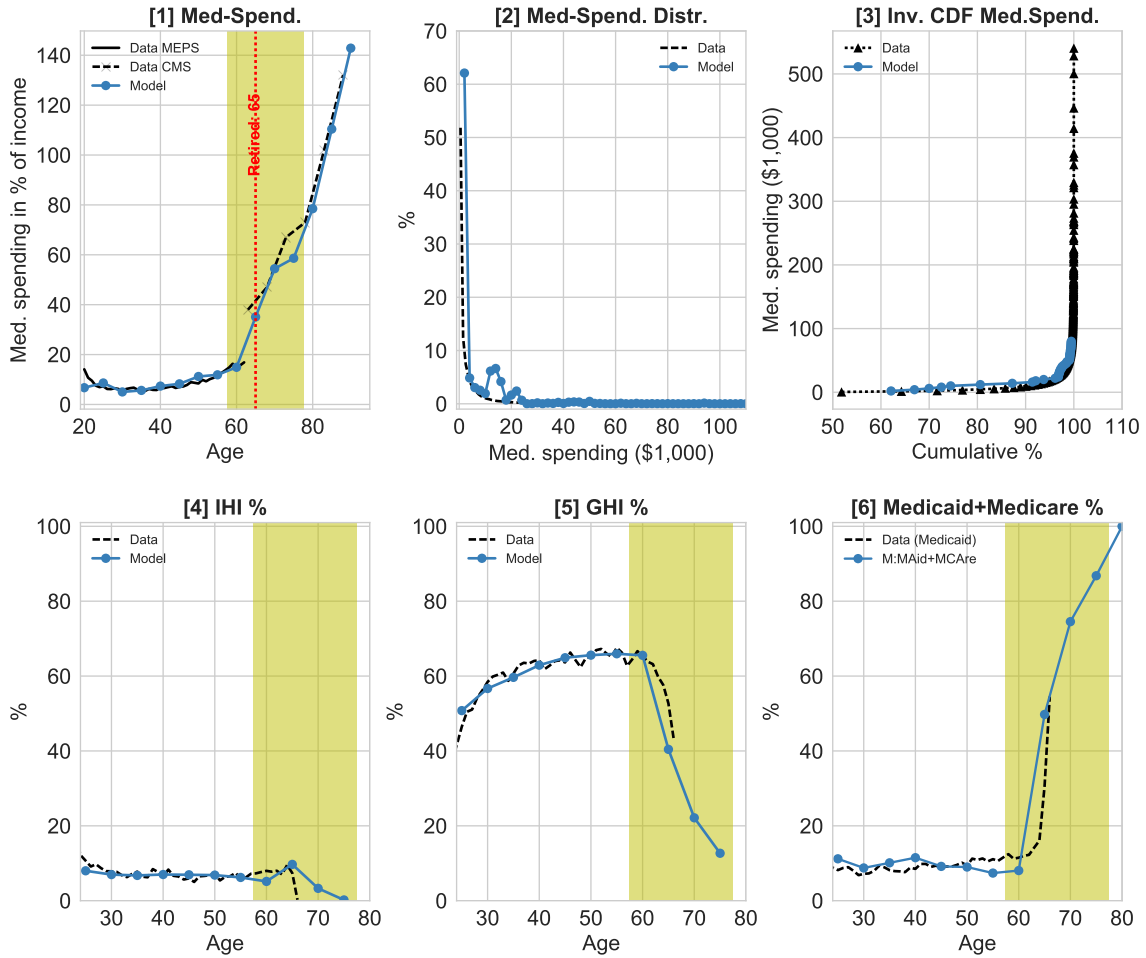 [1] Med-Spend.
Data MEPS
Data CMS
Model
Retired: 65
Med. spending in % of income
0
20
40
60
80
100
120
140
20
40
60
80
Age
[2] Med-Spend. Distr.
Data
Model
%
0
10
20
30
40
50
60
70
0
20
40
60
80
100
Med. spending ($1,000)
[3] Inv. CDF Med.Spend.
Data
Model
Med. spending ($1,000)
0
100
200
300
400
500
50
60
70
80
90
100
110
Cumulative %
[4] IHI %
Data
Model
%
0
20
40
60
80
100
30
40
50
60
70
80
Age
[5] GHI %
Data
Model
%
0
20
40
60
80
100
30
40
50
60
70
80
Age
[6] Medicaid+Medicare %
Data (Medicaid)
M:MAid+MCAre
%
0
20
40
60
80
100
30
40
50
60
70
80
Age